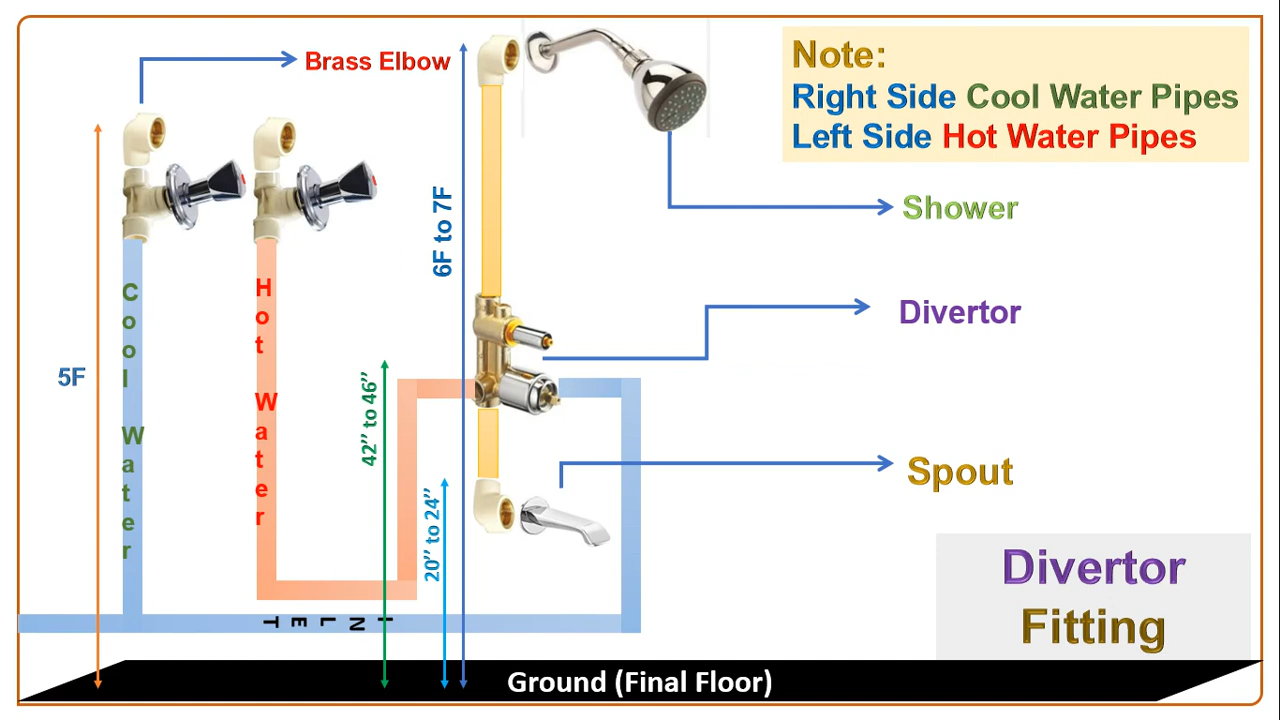 Brass Elbow
Note:
Right Side Cool Water Pipes
Left Side Hot Water Pipes
6F to 7F
Shower
Cool Water
Hot Water
Divertor
5F
42’’ to 46’’
Spout
20’’ to 24’’
Divertor
Fitting
INLET
Ground (Final Floor)